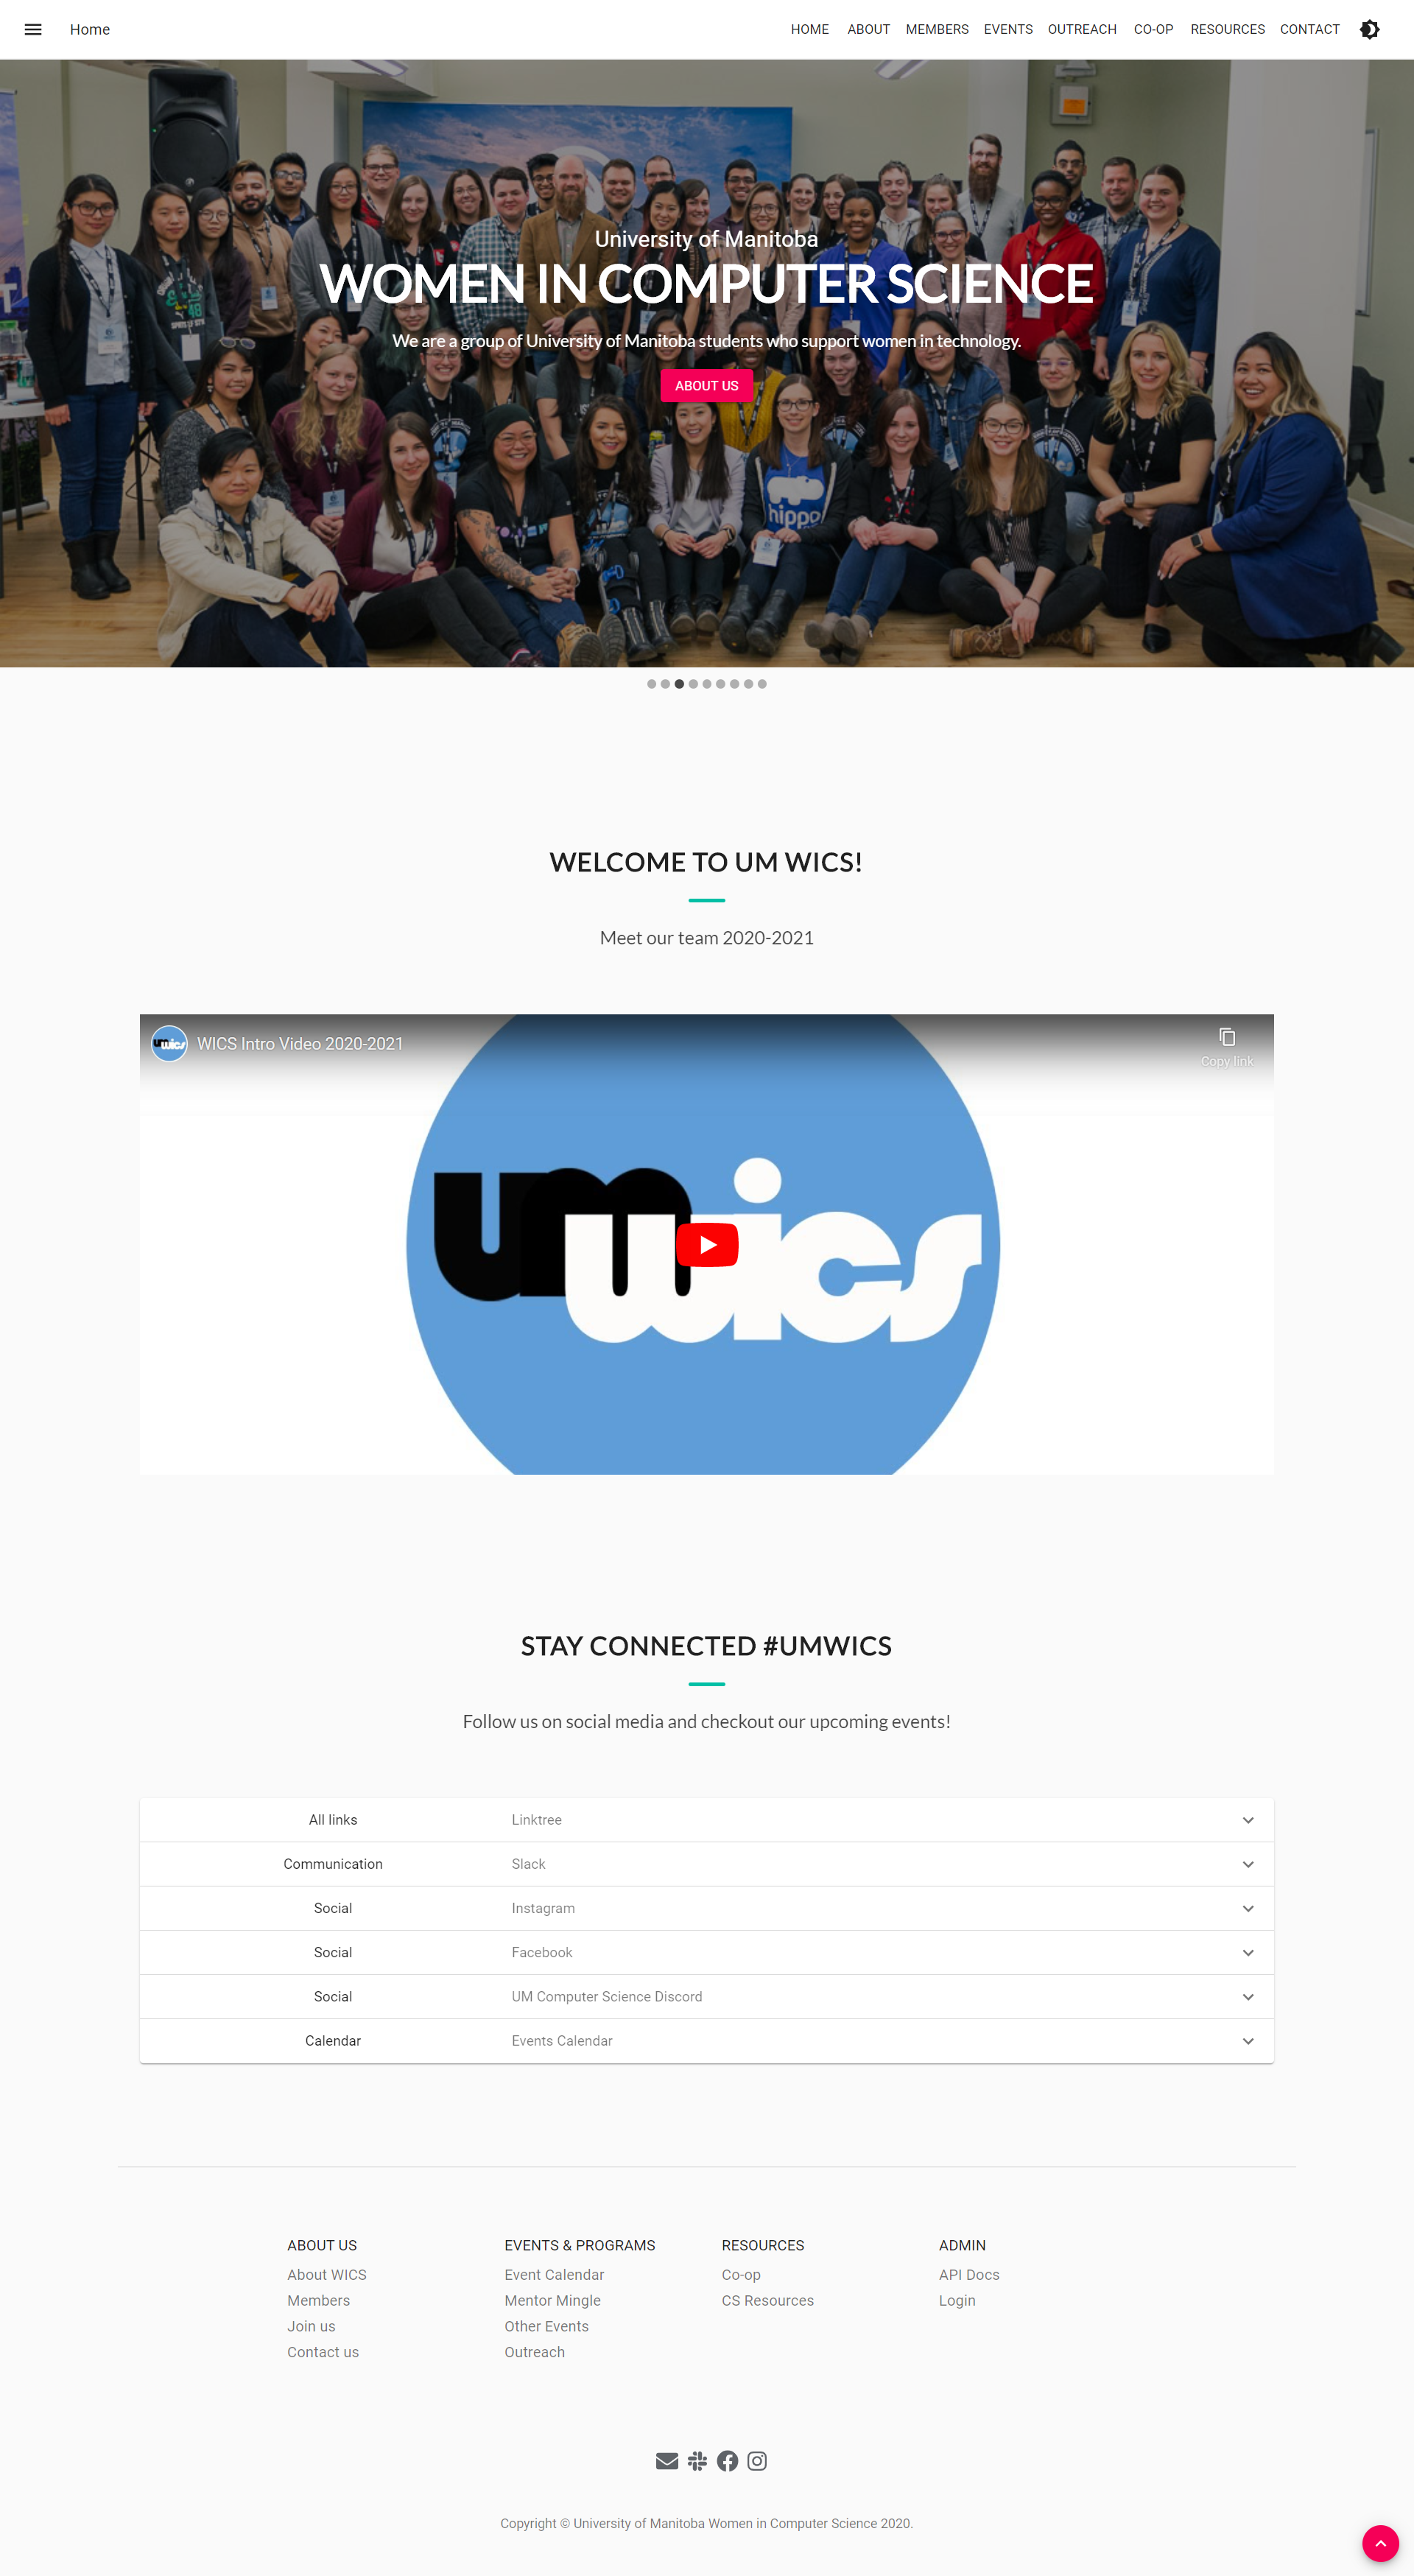 Home
HOME ABOUT MEMBERS EVENTS OUTREACH CO-OP RESOURCES CONTACT
University of Manitoba
WOMEN IN COMPUTER SCIENCE
We are a group of University of Manitoba students who support women in technology.
ABOUT US
hippo
WELCOME TO UM WICS!
Meet our team 2020-2021
umwics WICS Intro Video 2020-2021
Copy link
umwics
STAY CONNECTED #UMWICS
Follow us on social media and checkout our upcoming events!
All links Linktree
Communication Slack
Social Instagram
Social Facebook
Social UM Computer Science Discord
Calendar Events Calendar
ABOUT US
About WICS
Members
Join us
Contact us
EVENTS & PROGRAMS
Event Calendar
Mentor Mingle
Other Events
Outreach
RESOURCES
Co-op
CS Resources
ADMIN
API Docs
Login
Copyright © University of Manitoba Women in Computer Science 2020.